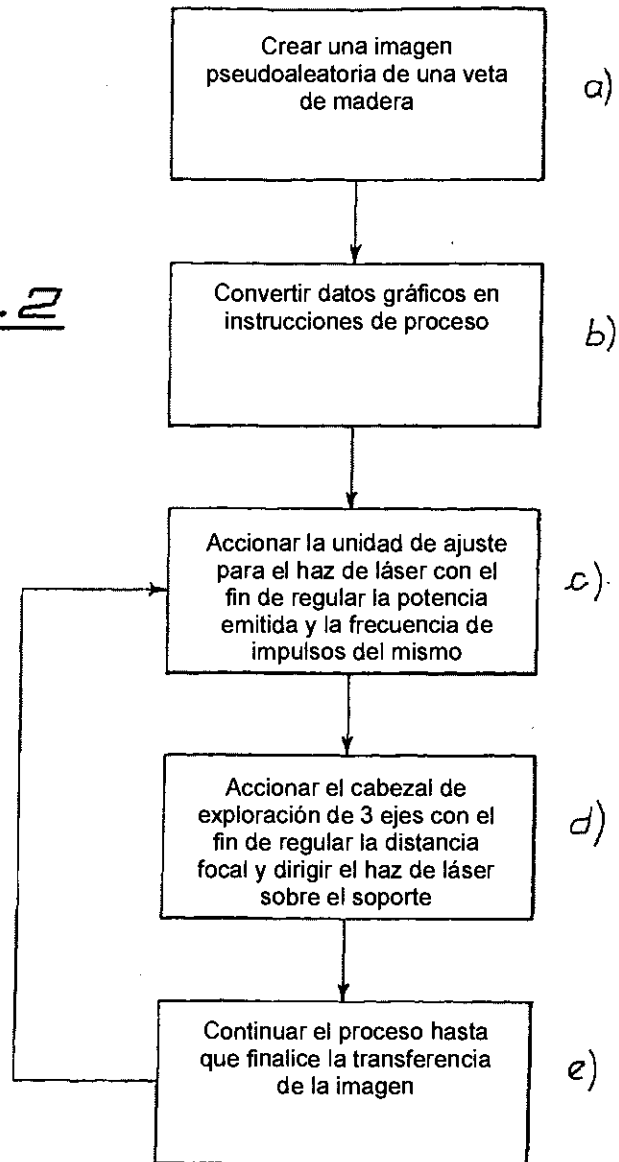 Crear una imagen
pseudoaleatoria de una veta
de madera
a)
.2
Convertir datos gráficos en
instrucciones de proceso
b)
Accionar la unidad de ajuste
para el haz de láser con el
fin de regular la potencia
emitida y la frecuencia de
impulsos del mismo
c)
Accionar el cabezal de
exploración de 3 ejes con el
fin de regular la distancia
focal y dirigir el haz de láser
sobre el soporte
d)
Continuar el proceso hasta
que finalice la transferencia
de la imagen
e)